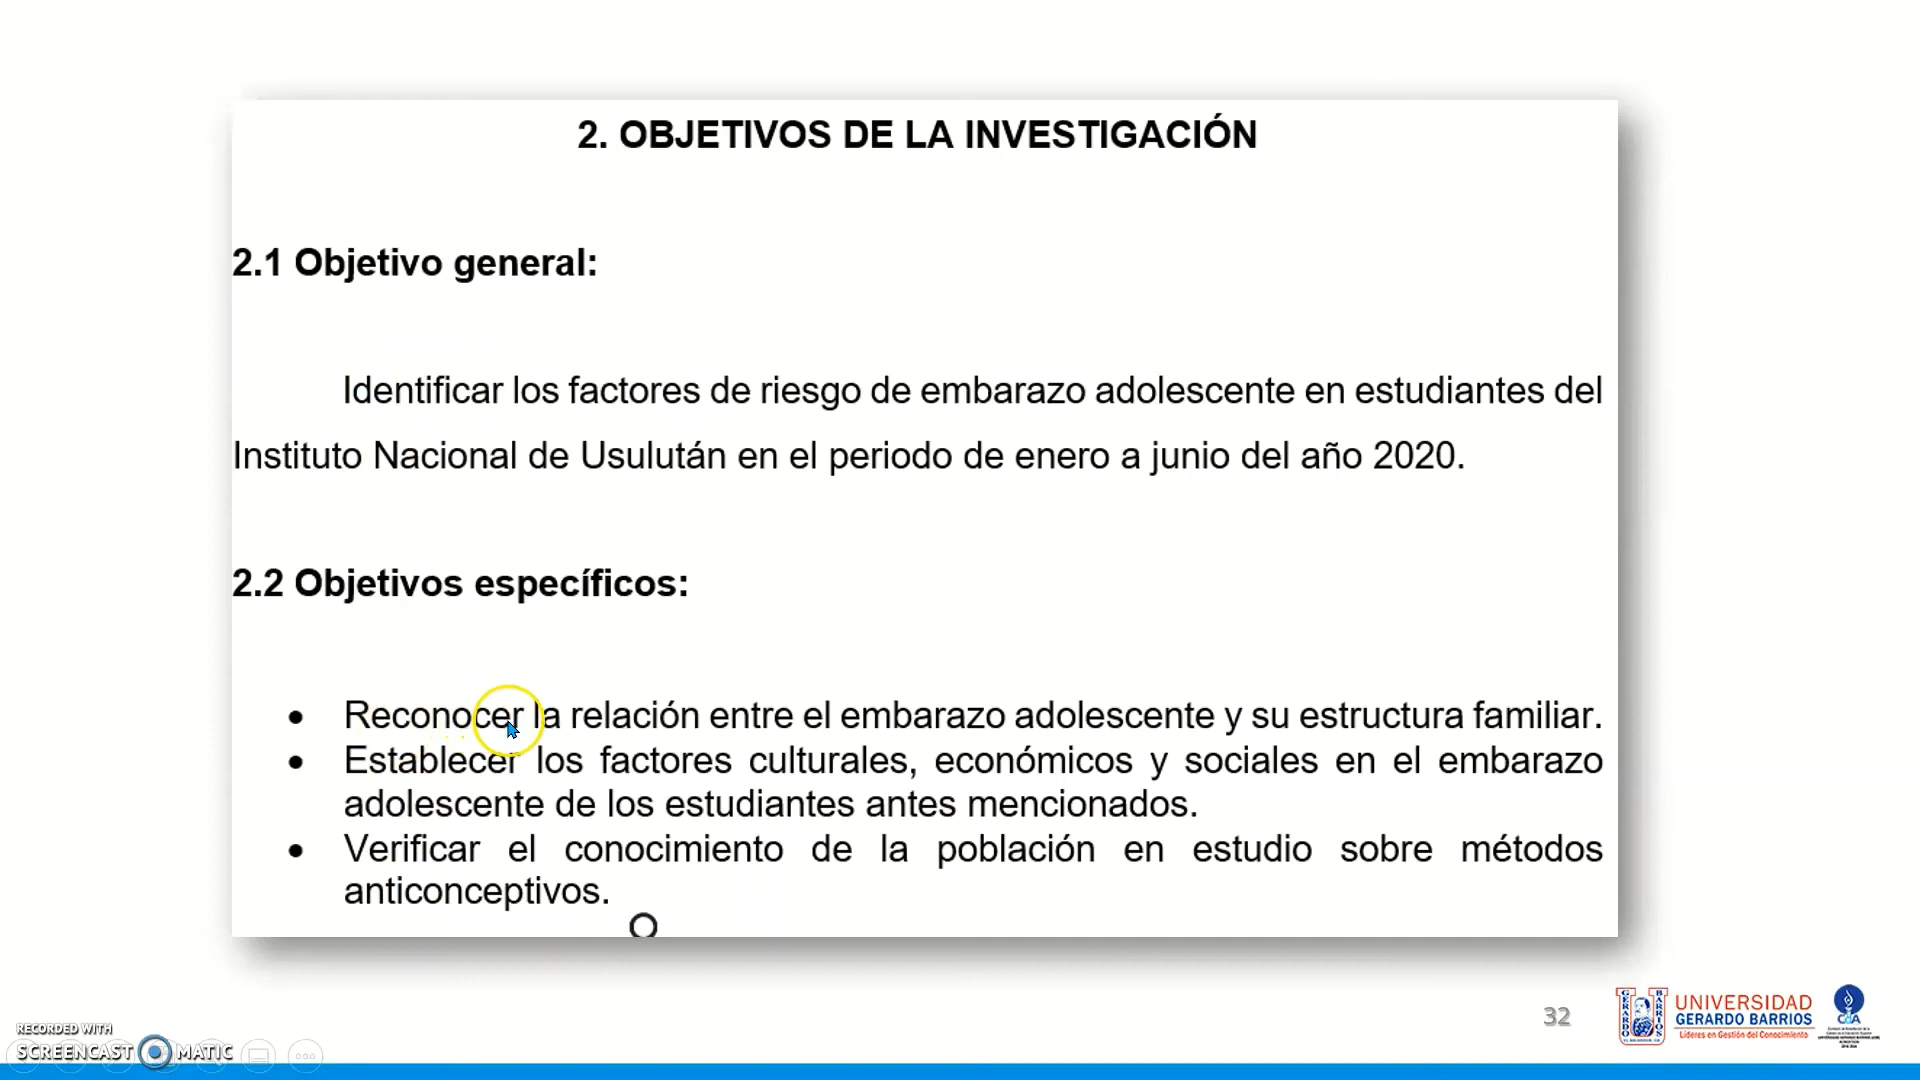 2. OBJETIVOS DE LA INVESTIGACIÓN
2.1 Objetivo general:
Identificar los factores de riesgo de embarazo adolescente en estudiantes del
Instituto Nacional de Usulután en el periodo de enero a junio del año 2020.
2.2 Objetivos específicos:
• Reconocer la relación entre el embarazo adolescente y su estructura familiar.
• Establecer los factores culturales, económicos y sociales en el embarazo
adolescente de los estudiantes antes mencionados.
• Verificar el conocimiento de la población en estudio sobre métodos
anticonceptivos.
32
GERARDO
BARRIOS
UNIVERSIDAD
GERARDO BARRIOS
Líderes en Gestión del Conocimiento
CdA
RECORDED WITH
SCREENCAST MATIC